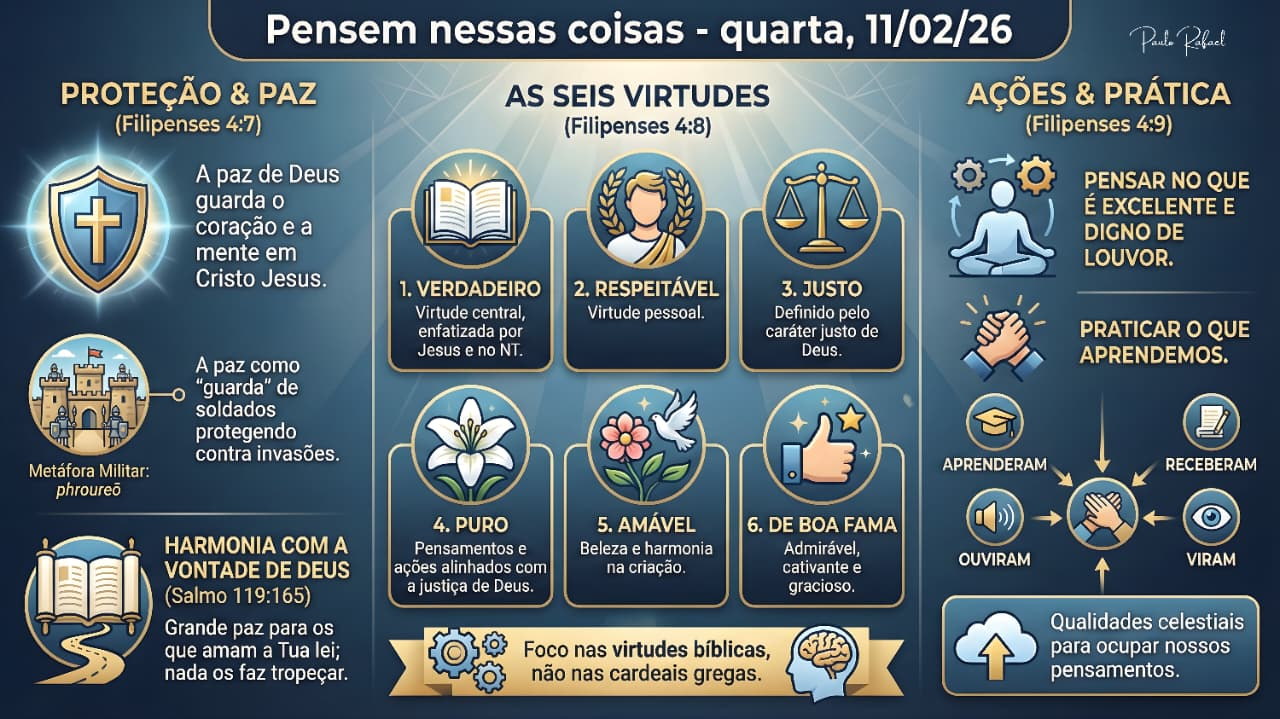 Pensem nessas coisas - quarta, 11/02/26
Paulo Rafael
PROTEÇÃO & PAZ
(Filipenses 4:7)
A paz de Deus
guarda o
coração e a
mente em
Cristo Jesus.
A paz como
“guarda” de
soldados
protegendo
contra invasões.
Metáfora Militar:
phroureō
HARMONIA COM A
VONTADE DE DEUS
(Salmo 119:165)
Grande paz para os
que amam a Tua lei;
nada os faz tropeçar.
AS SEIS VIRTUDES
(Filipenses 4:8)
1. VERDADEIRO
Virtude central,
enfatizada por
Jesus e no NT.
2. RESPEITÁVEL
Virtude pessoal.
3. JUSTO
Definido pelo
caráter justo de
Deus.
4. PURO
Pensamentos e
ações alinhados com
a justiça de Deus.
5. AMÁVEL
Beleza e harmonia
na criação.
6. DE BOA FAMA
Admirável,
cativante e
gracioso.
Foco nas virtudes bíblicas,
não nas cardeais gregas.
AÇÕES & PRÁTICA
(Filipenses 4:9)
PENSAR NO QUE
É EXCELENTE E
DIGNO DE
LOUVOR.
PRATICAR O QUE
APRENDEMOS.
APRENDERAM
RECEBERAM
OUVIRAM
VIRAM
Qualidades celestiais
para ocupar nossos
pensamentos.